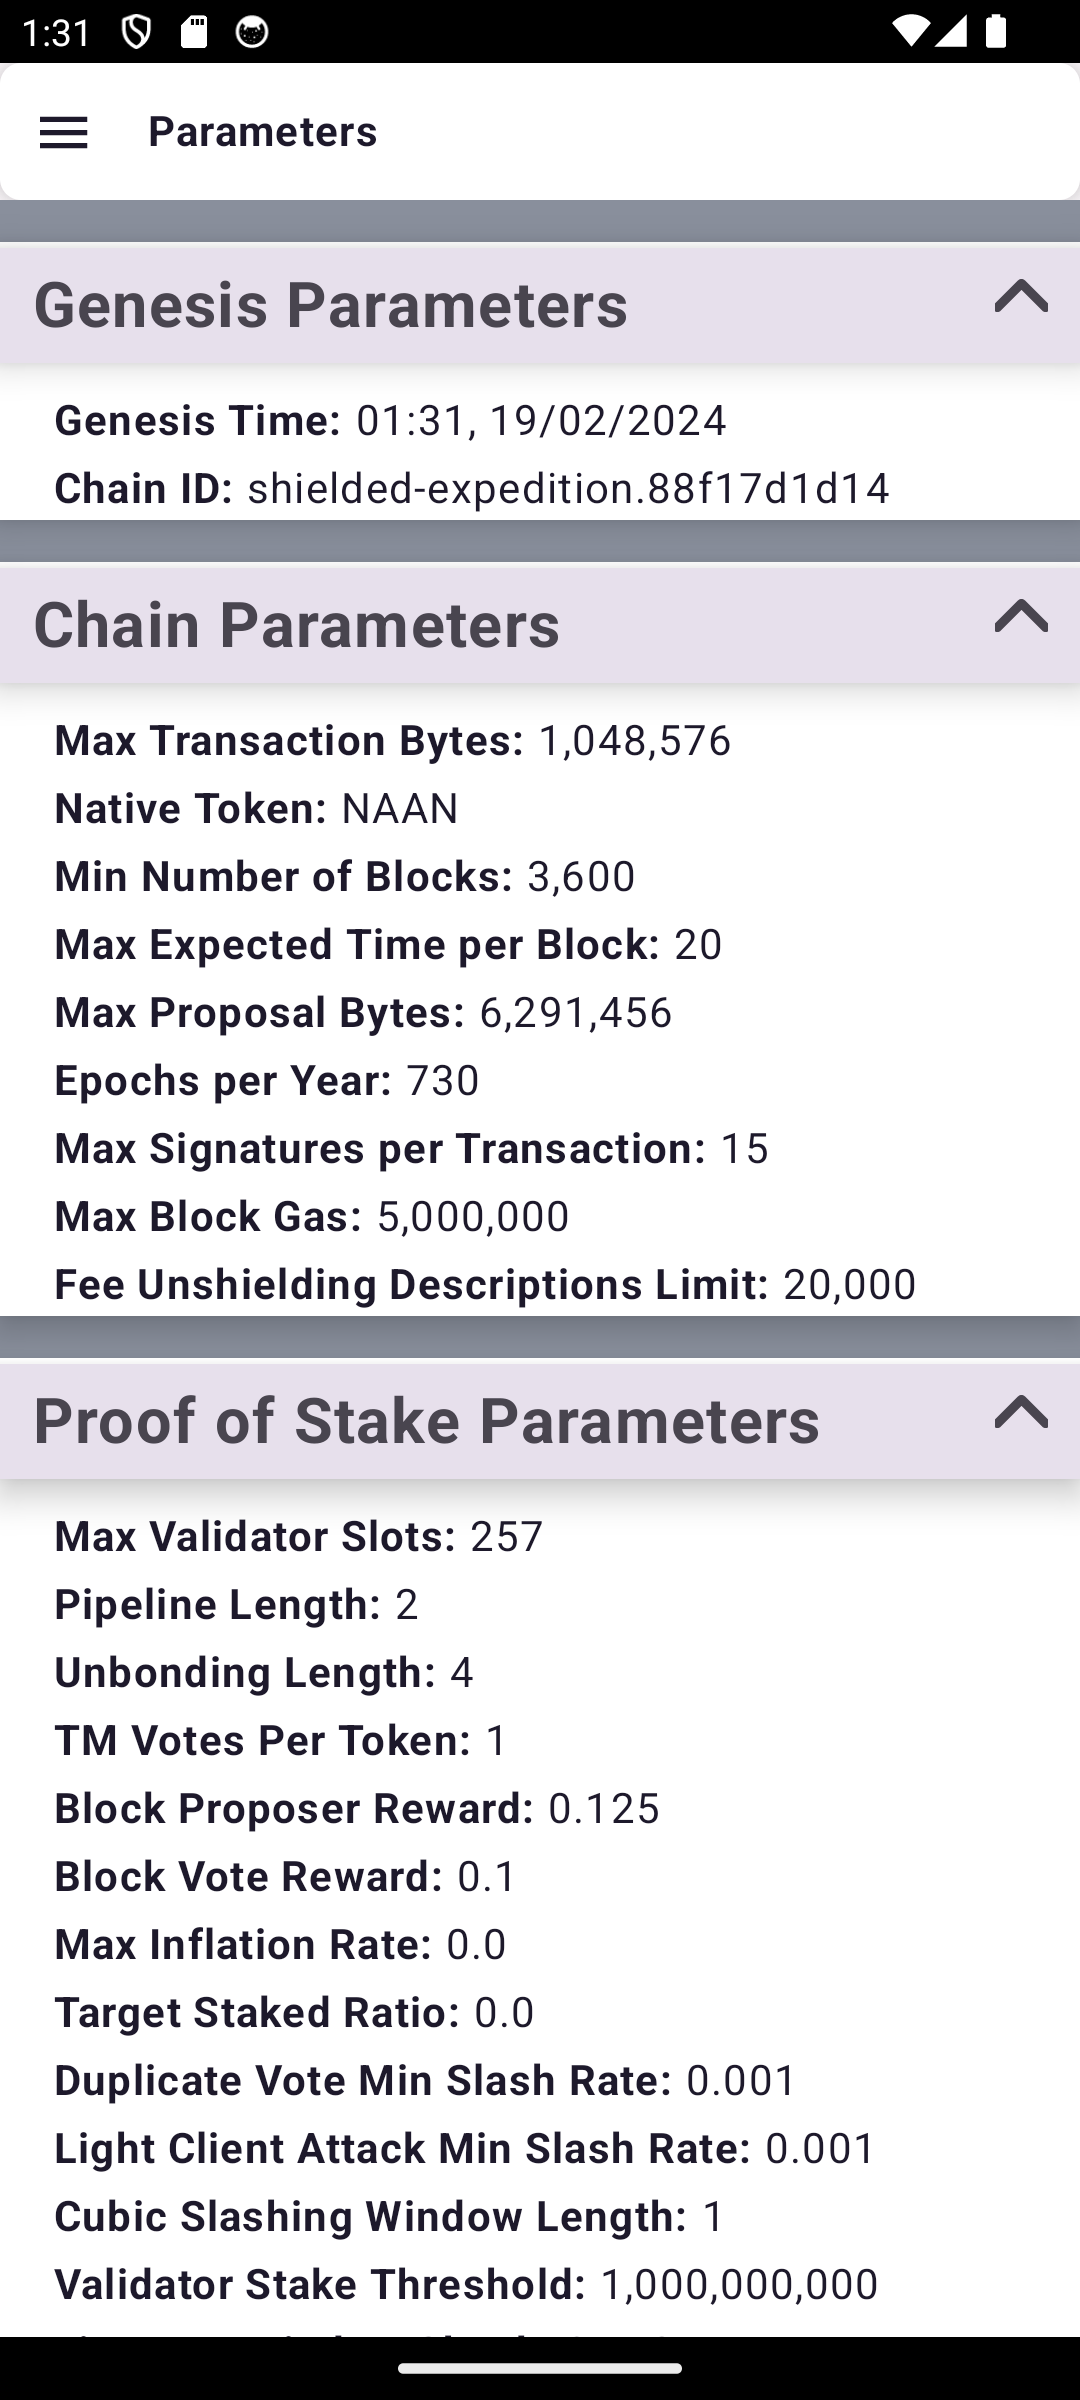 1:31
Parameters
Genesis Parameters
Genesis Time: 01:31, 19/02/2024
Chain ID: shielded-expedition.88f17d1d14
Chain Parameters
Max Transaction Bytes: 1,048,576
Native Token: NAAN
Min Number of Blocks: 3,600
Max Expected Time per Block: 20
Max Proposal Bytes: 6,291,456
Epochs per Year: 730
Max Signatures per Transaction: 15
Max Block Gas: 5,000,000
Fee Unshielding Descriptions Limit: 20,000
Proof of Stake Parameters
Max Validator Slots: 257
Pipeline Length: 2
Unbonding Length: 4
TM Votes Per Token: 1
Block Proposer Reward: 0.125
Block Vote Reward: 0.1
Max Inflation Rate: 0.0
Target Staked Ratio: 0.0
Duplicate Vote Min Slash Rate: 0.001
Light Client Attack Min Slash Rate: 0.001
Cubic Slashing Window Length: 1
Validator Stake Threshold: 1,000,000,000